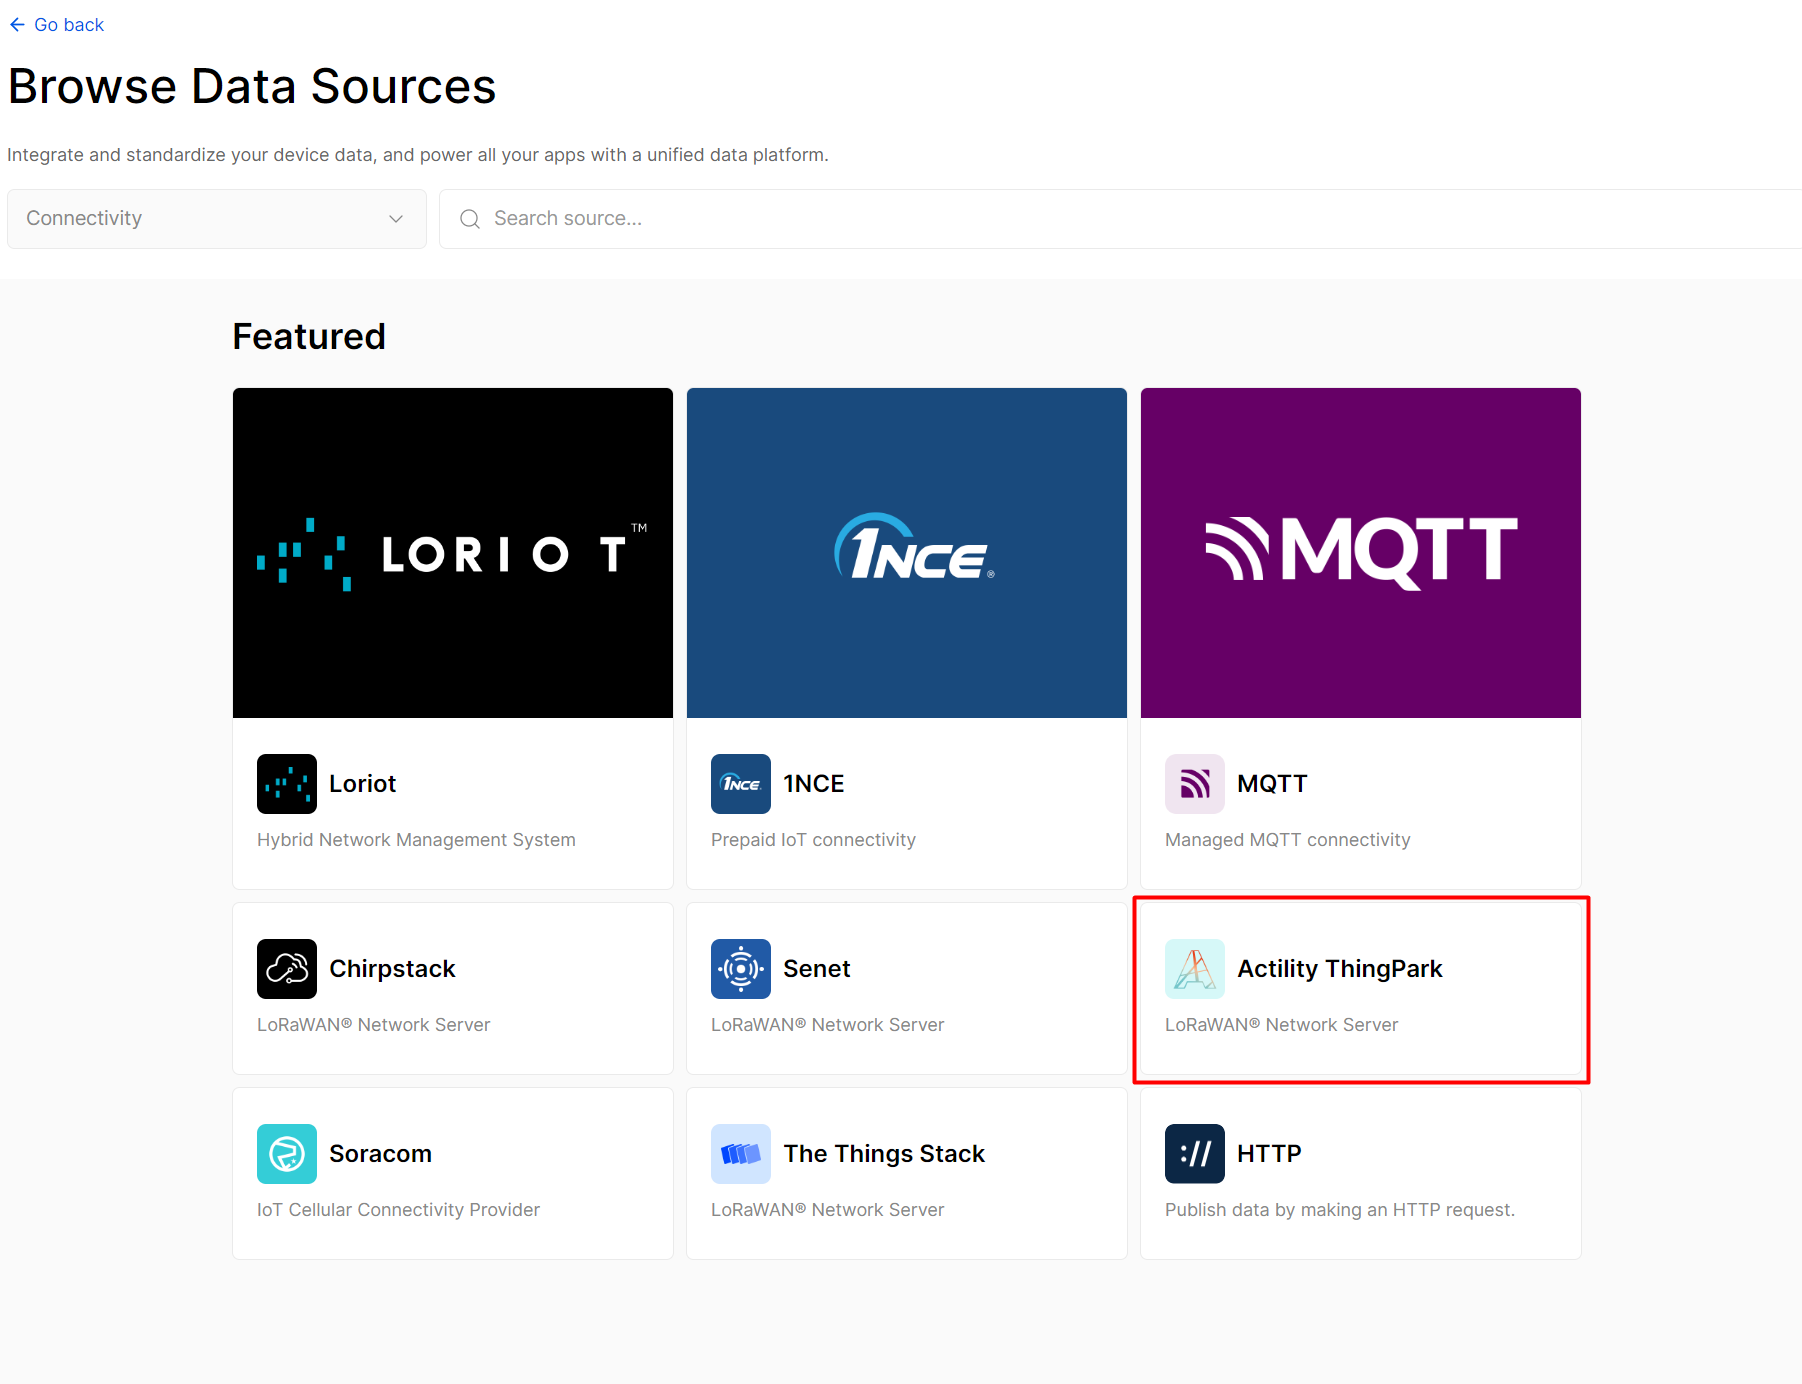 Go back
Browse Data Sources
Integrate and standardize your device data, and power all your apps with a unified data platform.
Connectivity
Search source...
Featured
LORIOT™
1NCE®
MQTT
1NCE
Loriot
1NCE
MQTT
Hybrid Network Management System
Prepaid IoT connectivity
Managed MQTT connectivity
Chirpstack
Senet
Actility ThingPark
LoRaWAN® Network Server
LoRaWAN® Network Server
LoRaWAN® Network Server
Soracom
The Things Stack
://
HTTP
IoT Cellular Connectivity Provider
LoRaWAN® Network Server
Publish data by making an HTTP request.